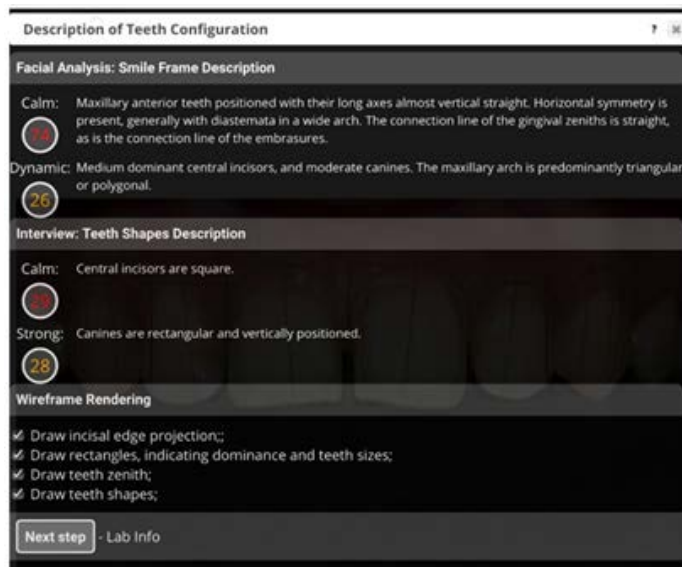 Description of Teeth Configuration ?
Facial Analysis: Smile Frame Description
Calm: Maxillary anterior teeth positioned with their long axes almost vertical straight. Horizontal symmetry is
present, generally with diastemata in a wide arch. The connection line of the gingival zeniths is straight,
74 as is the connection line of the embrasures.
Dynamic: Medium dominant central incisors, and moderate canines. The maxillary arch is predominantly triangular
or polygonal.
26
Interview: Teeth Shapes Description
Calm: Central incisors are square.
29
Strong: Canines are rectangular and vertically positioned.
28
Wireframe Rendering
Draw incisal edge projection;;
Draw rectangles, indicating dominance and teeth sizes;
Draw teeth zenith;
Draw teeth shapes;
Next step - Lab Info